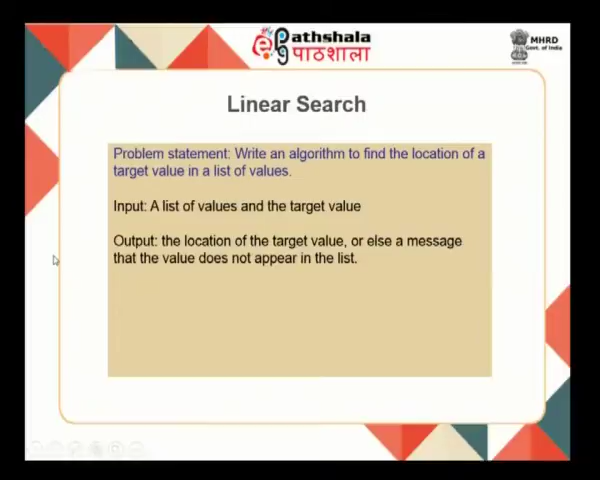 epathshala
पाठशाला
MHRD
Govt. of India
Linear Search
Problem statement: Write an algorithm to find the location of a
target value in a list of values.
Input: A list of values and the target value
Output: the location of the target value, or else a message
that the value does not appear in the list.